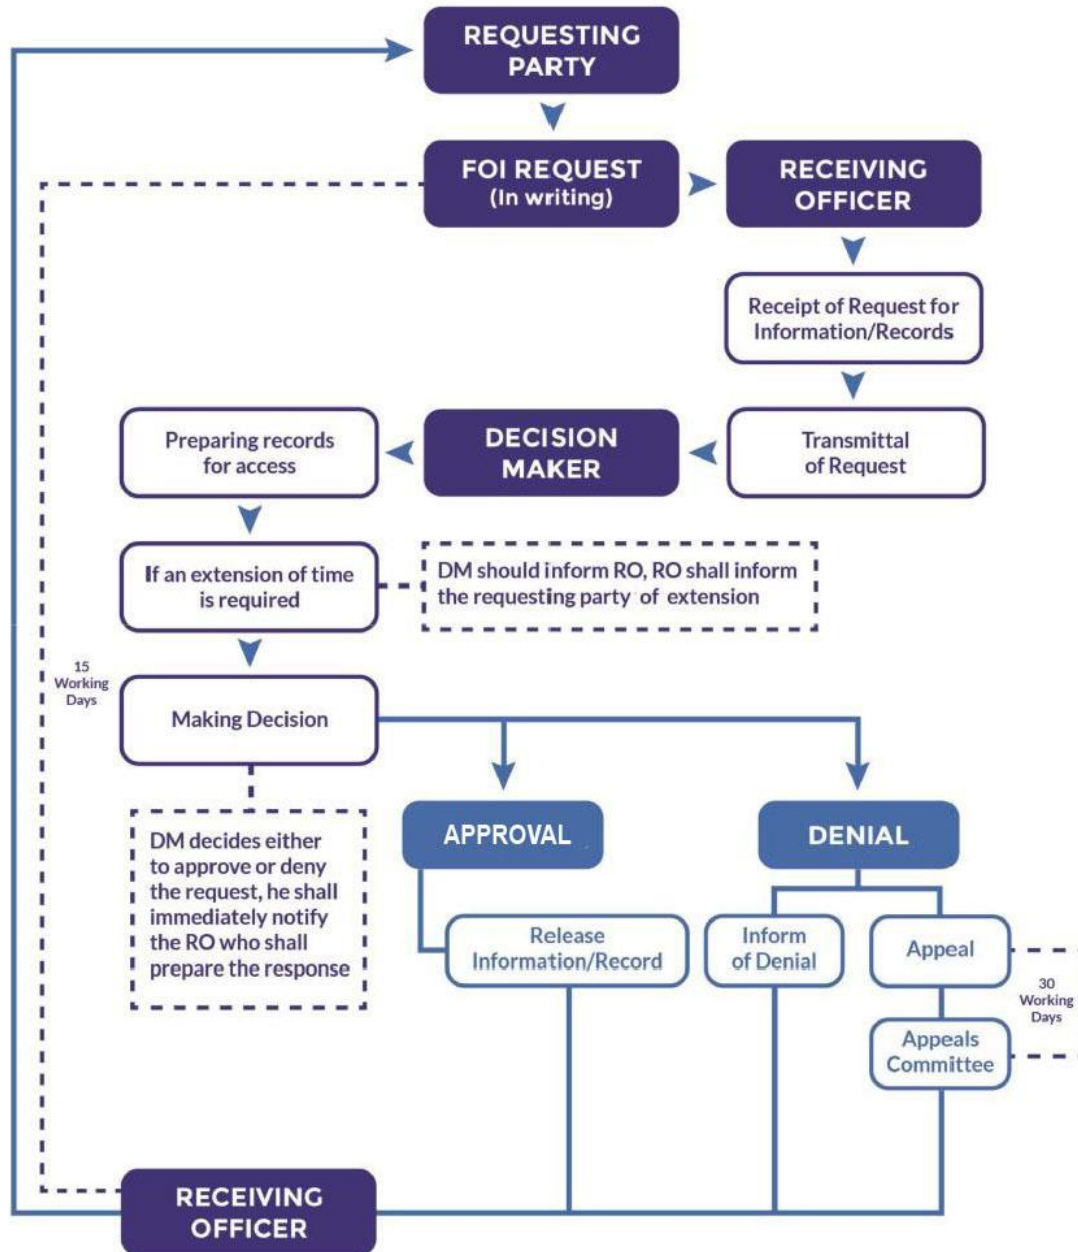 REQUESTING
PARTY
FOI REQUEST
(In writing)
RECEIVING
OFFICER
Receipt of Request for
Information/Records
Transmittal
of Request
DECISION
MAKER
Preparing records
for access
If an extension of time
is required
DM should inform RO, RO shall inform
the requesting party of extension
15
Working
Days
Making Decision
DM decides either
to approve or deny
the request, he shall
immediately notify
the RO who shall
prepare the response
APPROVAL
DENIAL
Release
Information/Record
Inform
of Denial
Appeal
30
Working
Days
Appeals
Committee
RECEIVING
OFFICER